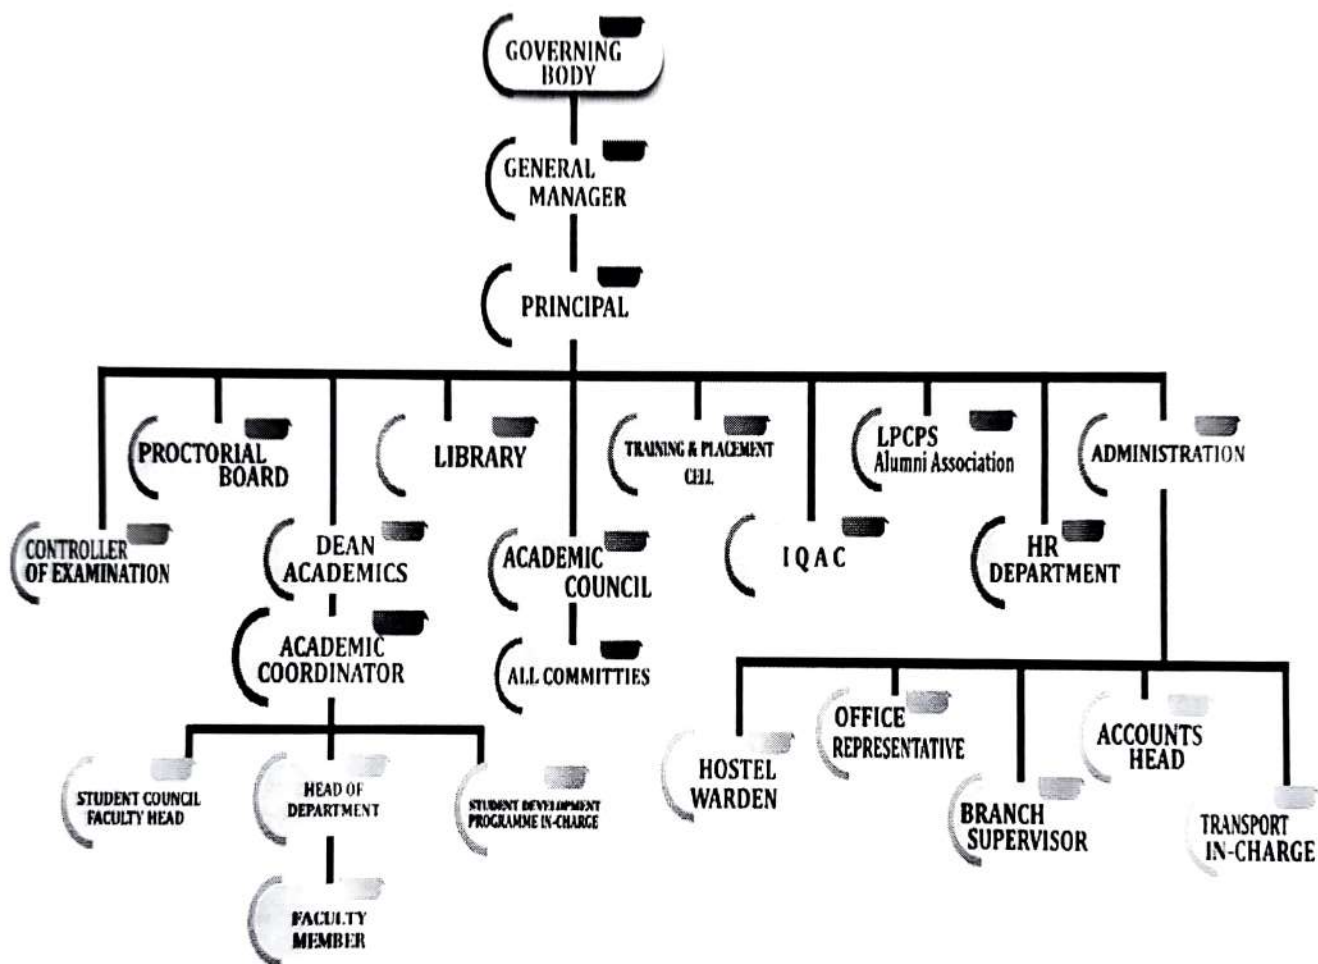 GOVERNING
BODY
GENERAL
MANAGER
PRINCIPAL
PROCTORIAL
BOARD
LIBRARY
TRAINING & PLACEMENT
CELL
LPCPS
Alumni Association
ADMINISTRATION
CONTROLLER
OF EXAMINATION
DEAN
ACADEMICS
ACADEMIC
COUNCIL
I Q A C
HR
DEPARTMENT
ACADEMIC
COORDINATOR
ALL COMMITTIES
HOSTEL
WARDEN
OFFICE
REPRESENTATIVE
BRANCH
SUPERVISOR
ACCOUNTS
HEAD
TRANSPORT
IN-CHARGE
STUDENT COUNCIL
FACULTY HEAD
HEAD OF
DEPARTMENT
STUDENT DEVELOPMENT
PROGRAMME IN-CHARGE
FACULTY
MEMBER